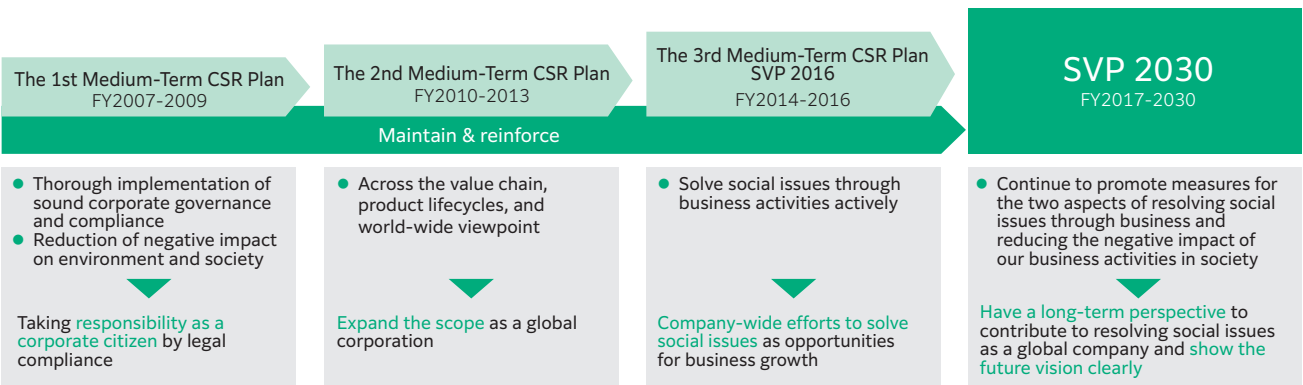 The 1st Medium-Term CSR Plan
FY2007-2009
The 2nd Medium-Term CSR Plan
FY2010-2013
The 3rd Medium-Term CSR Plan
SVP 2016
FY2014-2016
SVP 2030
FY2017-2030
Maintain & reinforce
● Thorough implementation of
sound corporate governance
and compliance
● Reduction of negative impact
on environment and society
Taking responsibility as a
corporate citizen by legal
compliance
● Across the value chain,
product lifecycles, and
world-wide viewpoint
Expand the scope as a global
corporation
● Solve social issues through
business activities actively
Company-wide efforts to solve
social issues as opportunities
for business growth
● Continue to promote measures for
the two aspects of resolving social
issues through business and
reducing the negative impact of
our business activities in society
Have a long-term perspective to
contribute to resolving social issues
as a global company and show the
future vision clearly